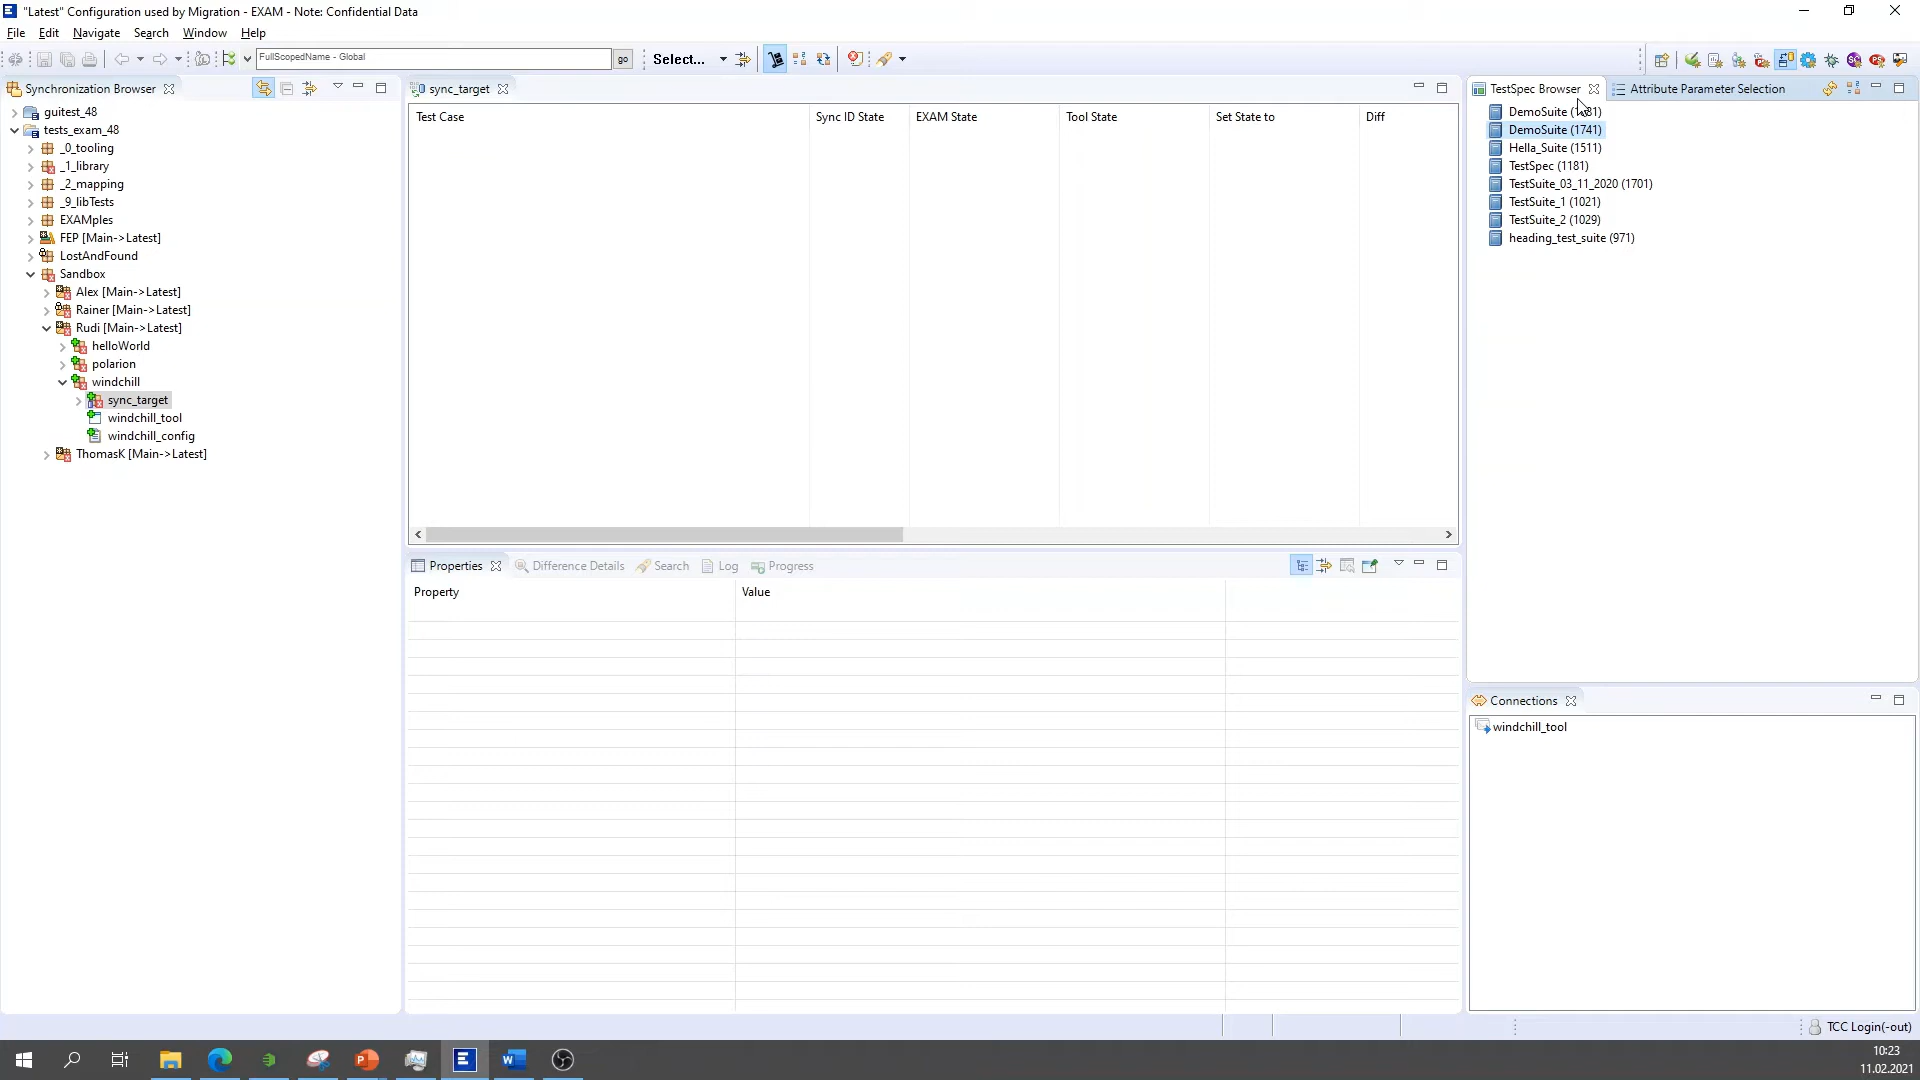 "Latest" Configuration used by Migration - EXAM - Note: Confidential Data
File Edit Navigate Search Window Help
FullScopedName - Global
go
Select...
Synchronization Browser
guitest_48
tests_exam_48
_0_tooling
_1_library
_2_mapping
_9_libTests
EXAMples
FEP [Main->Latest]
LostAndFound
Sandbox
Alex [Main->Latest]
Rainer [Main->Latest]
Rudi [Main->Latest]
helloWorld
polarion
windchill
sync_target
windchill_tool
windchill_config
ThomasK [Main->Latest]
sync_target
Test Case Sync ID State EXAM State Tool State Set State to Diff
Properties Difference Details Search Log Progress
Property Value
TestSpec Browser Attribute Parameter Selection
DemoSuite
DemoSuite (1741)
Hella_Suite (1511)
TestSpec (1181)
TestSuite_03_11_2020 (1701)
TestSuite_1 (1021)
TestSuite_2 (1029)
heading_test_suite (971)
Connections
windchill_tool
TCC Login(-out)
10:23
11.02.2021